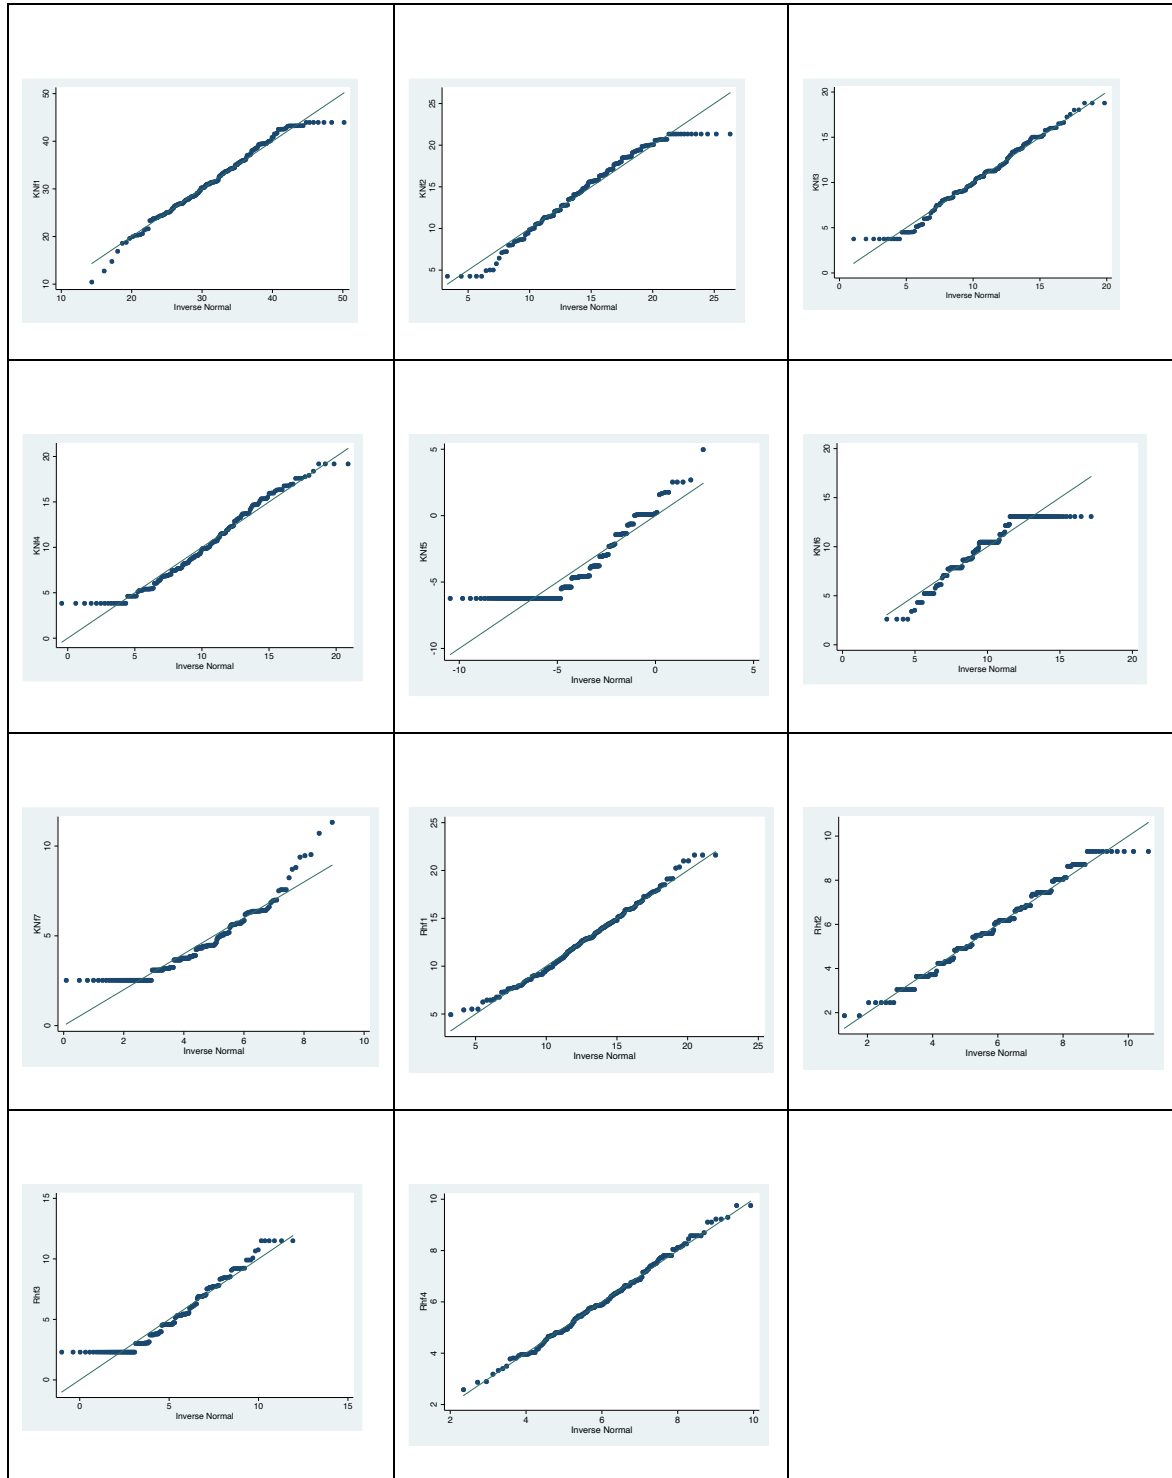 KNf1
50
40
30
20
10
10 20 30 40 50
Inverse Normal
KNf2
25
20
15
10
5
5 10 15 20 25
Inverse Normal
KNf3
20
15
10
5
0
0 5 10 15 20
Inverse Normal
KNf4
20
15
10
5
0
0 5 10 15 20
Inverse Normal
KNf5
5
0
-5
-10
-10 -5 0 5
Inverse Normal
KNf6
20
15
10
5
0
0 5 10 15 20
Inverse Normal
KNf7
10
5
0
0 2 4 6 8 10
Inverse Normal
Rhf1
25
20
15
10
5
5 10 15 20 25
Inverse Normal
Rhf2
10
8
6
4
2
2 4 6 8 10
Inverse Normal
Rhf3
15
10
5
0
0 5 10 15
Inverse Normal
Rhf4
10
8
6
4
2
2 4 6 8 10
Inverse Normal